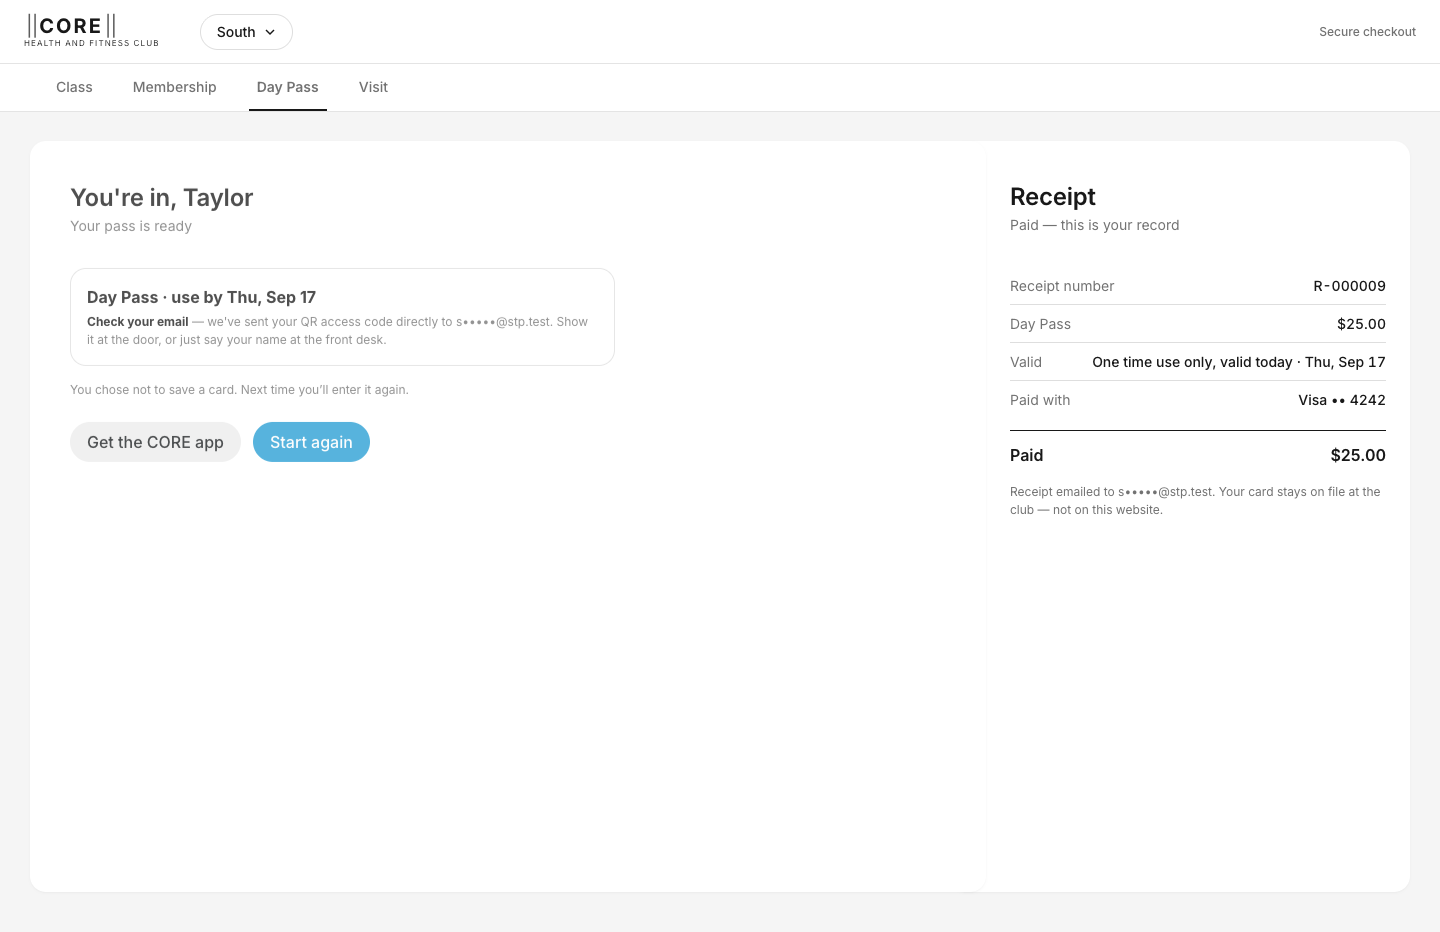 CORE
HEALTH AND FITNESS CLUB
South
Secure checkout
Class
Membership
Day Pass
Visit
You're in, Taylor
Your pass is ready
Day Pass · use by Thu, Sep 17
Check your email — we've sent your QR access code directly to s•••••@stp.test. Show
it at the door, or just say your name at the front desk.
You chose not to save a card. Next time you’ll enter it again.
Get the CORE app
Start again
Receipt
Paid — this is your record
Receipt number R-000009
Day Pass $25.00
Valid One time use only, valid today · Thu, Sep 17
Paid with Visa •• 4242
Paid $25.00
Receipt emailed to s•••••@stp.test. Your card stays on file at the
club — not on this website.